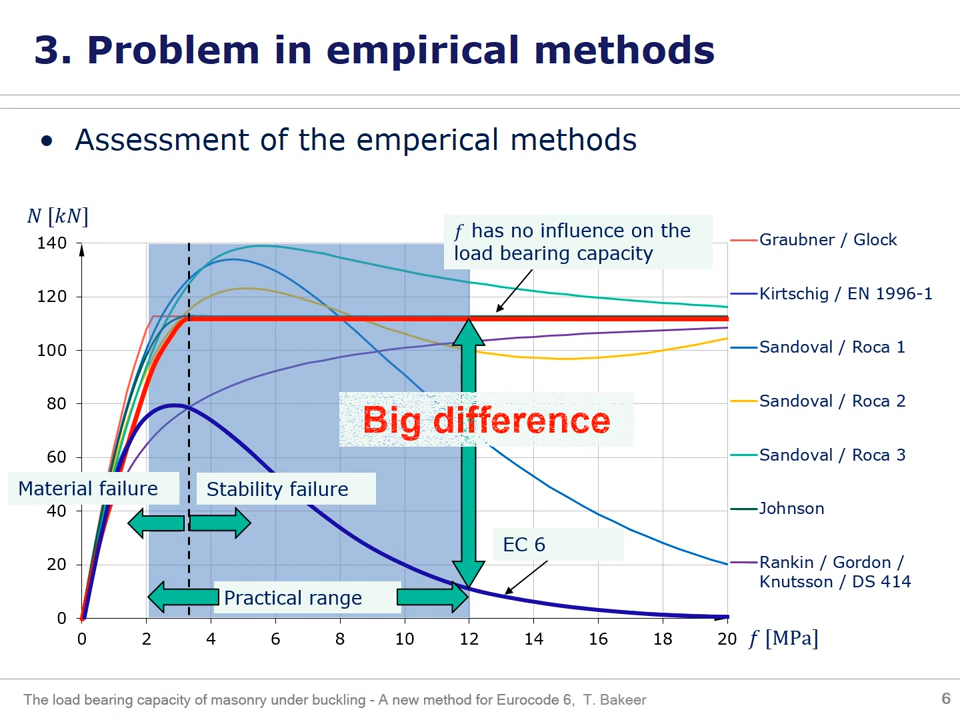 3. Problem in empirical methods
• Assessment of the emperical methods
N [kN]
140
120
100
80
60
40
20
0
0 2 4 6 8 10 12 14 16 18 20 f [MPa]
f has no influence on the
load bearing capacity
Big difference
Material failure
Stability failure
EC 6
Practical range
Graubner / Glock
Kirtschig / EN 1996-1
Sandoval / Roca 1
Sandoval / Roca 2
Sandoval / Roca 3
Johnson
Rankin / Gordon /
Knutsson / DS 414
The load bearing capacity of masonry under buckling - A new method for Eurocode 6, T. Bakeer
6